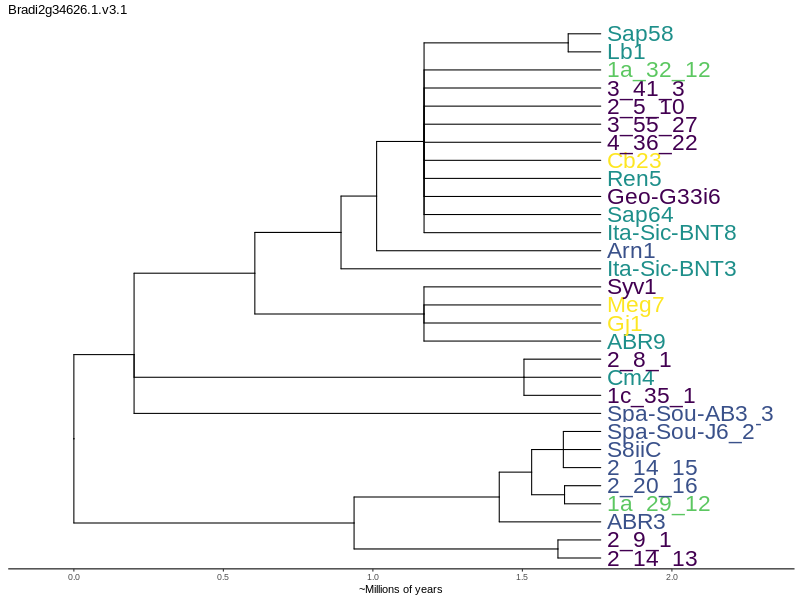 Bradi2g34626.1.v3.1
Sap58
Lb1
1a_32_12
3_41_3
2_5_10
3_55_27
4_36_22
Cb23
Ren5
Geo-G33i6
Sap64
Ita-Sic-BNT8
Arn1
Ita-Sic-BNT3
Syv1
Meg7
Gj1
ABR9
2_8_1
Cm4
1c_35_1
Spa-Sou-AB3_3
Spa-Sou-J6_2
S8iiC
2_14_15
2_20_16
1a_29_12
ABR3
2_9_1
2_14_13
0.0 0.5 1.0 1.5 2.0
~Millions of years